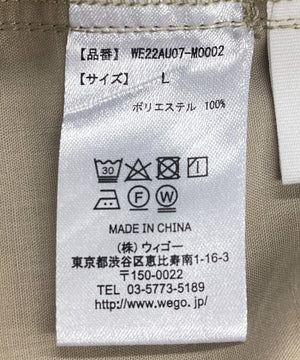 【品番】 WE22AU07-M0002
【サイズ】 L
ポリエステル 100%
30
P F W
MADE IN CHINA
(株)ウィゴー
東京都渋谷区恵比寿南1-16-3
〒150-0022
TEL 03-5773-5189
http://www.wego.jp/